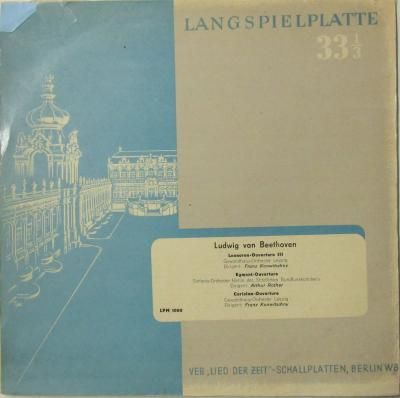 LANGSPIELPLATTE
33 1/3
Ludwig van Beethoven
Leonoren-Ouvertüre III
Gewandhaus-Orchester Leipzig
Dirigent: Franz Konwitschny
Egmont-Ouvertüre
Sinfonie-Orchester Berlin des Staatlichen Rundfunkkomitees
Dirigent: Arthur Rother
Coriolan-Ouvertüre
Gewandhaus-Orchester Leipzig
Dirigent: Franz Konwitschny
LPM 1000
VEB „LIED DER ZEIT"-SCHALLPLATTEN, BERLIN W8